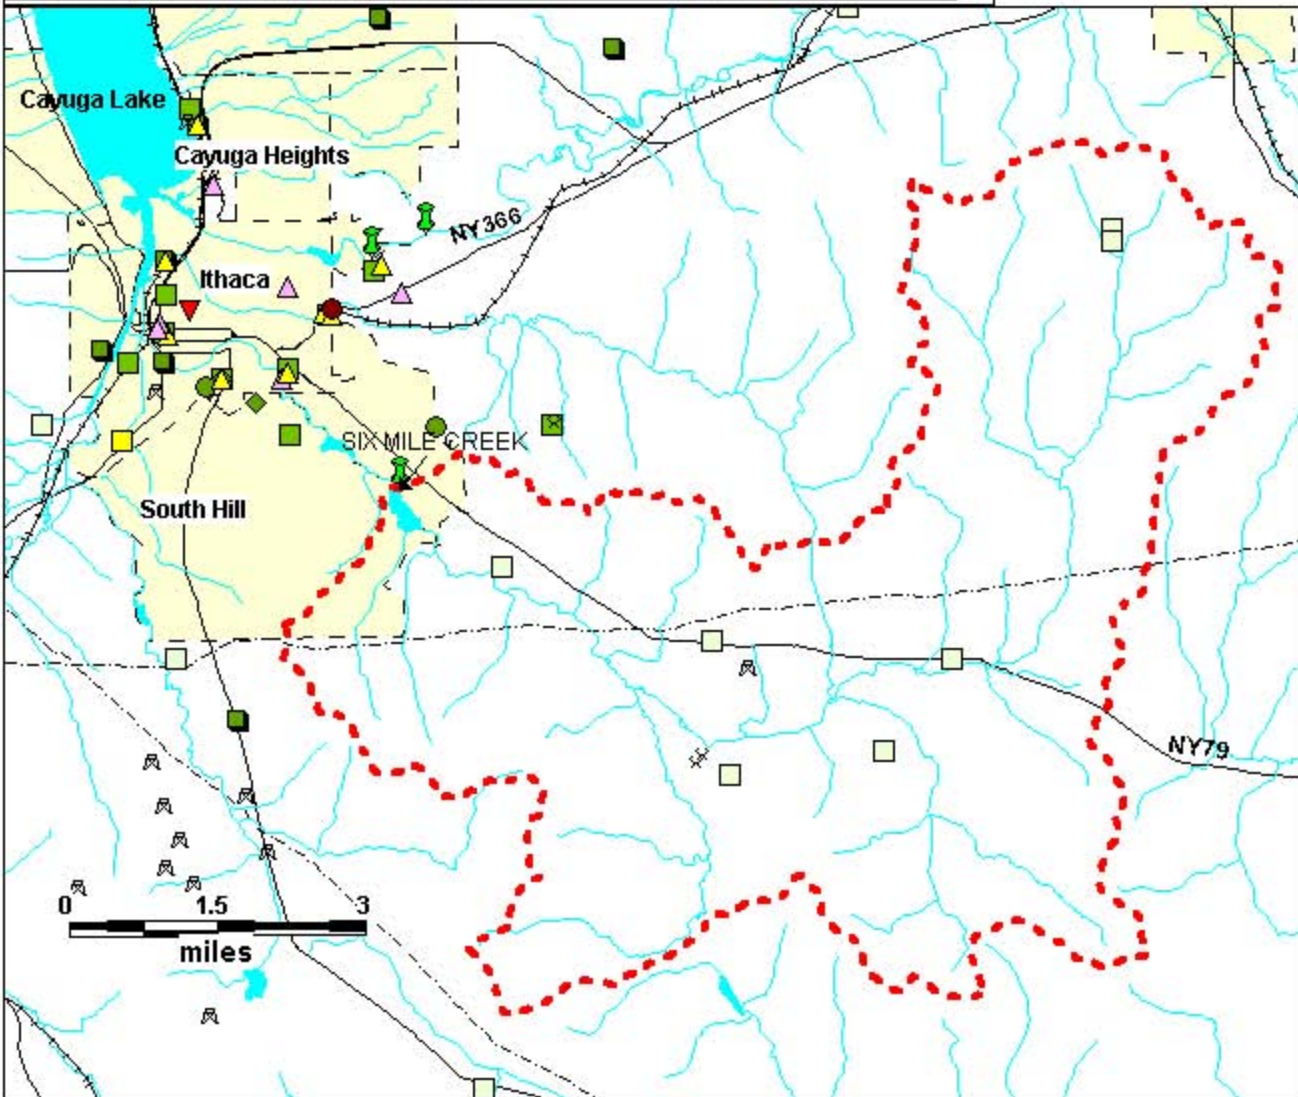 Cayuga Lake
Cayuga Heights
NY366
Ithaca
SIX MILE CREEK
South Hill
NY79
0 1.5 3
miles